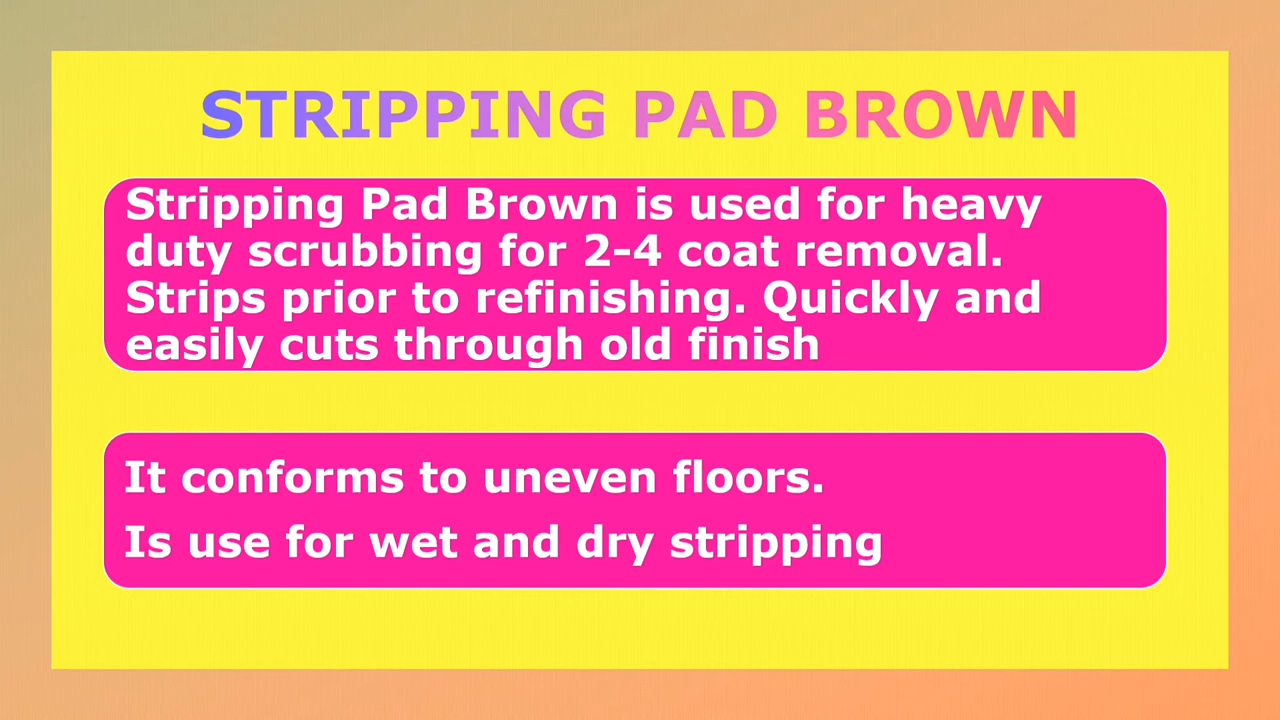 STRIPPING PAD BROWN
Stripping Pad Brown is used for heavy
duty scrubbing for 2-4 coat removal.
Strips prior to refinishing. Quickly and
easily cuts through old finish
It conforms to uneven floors.
Is use for wet and dry stripping